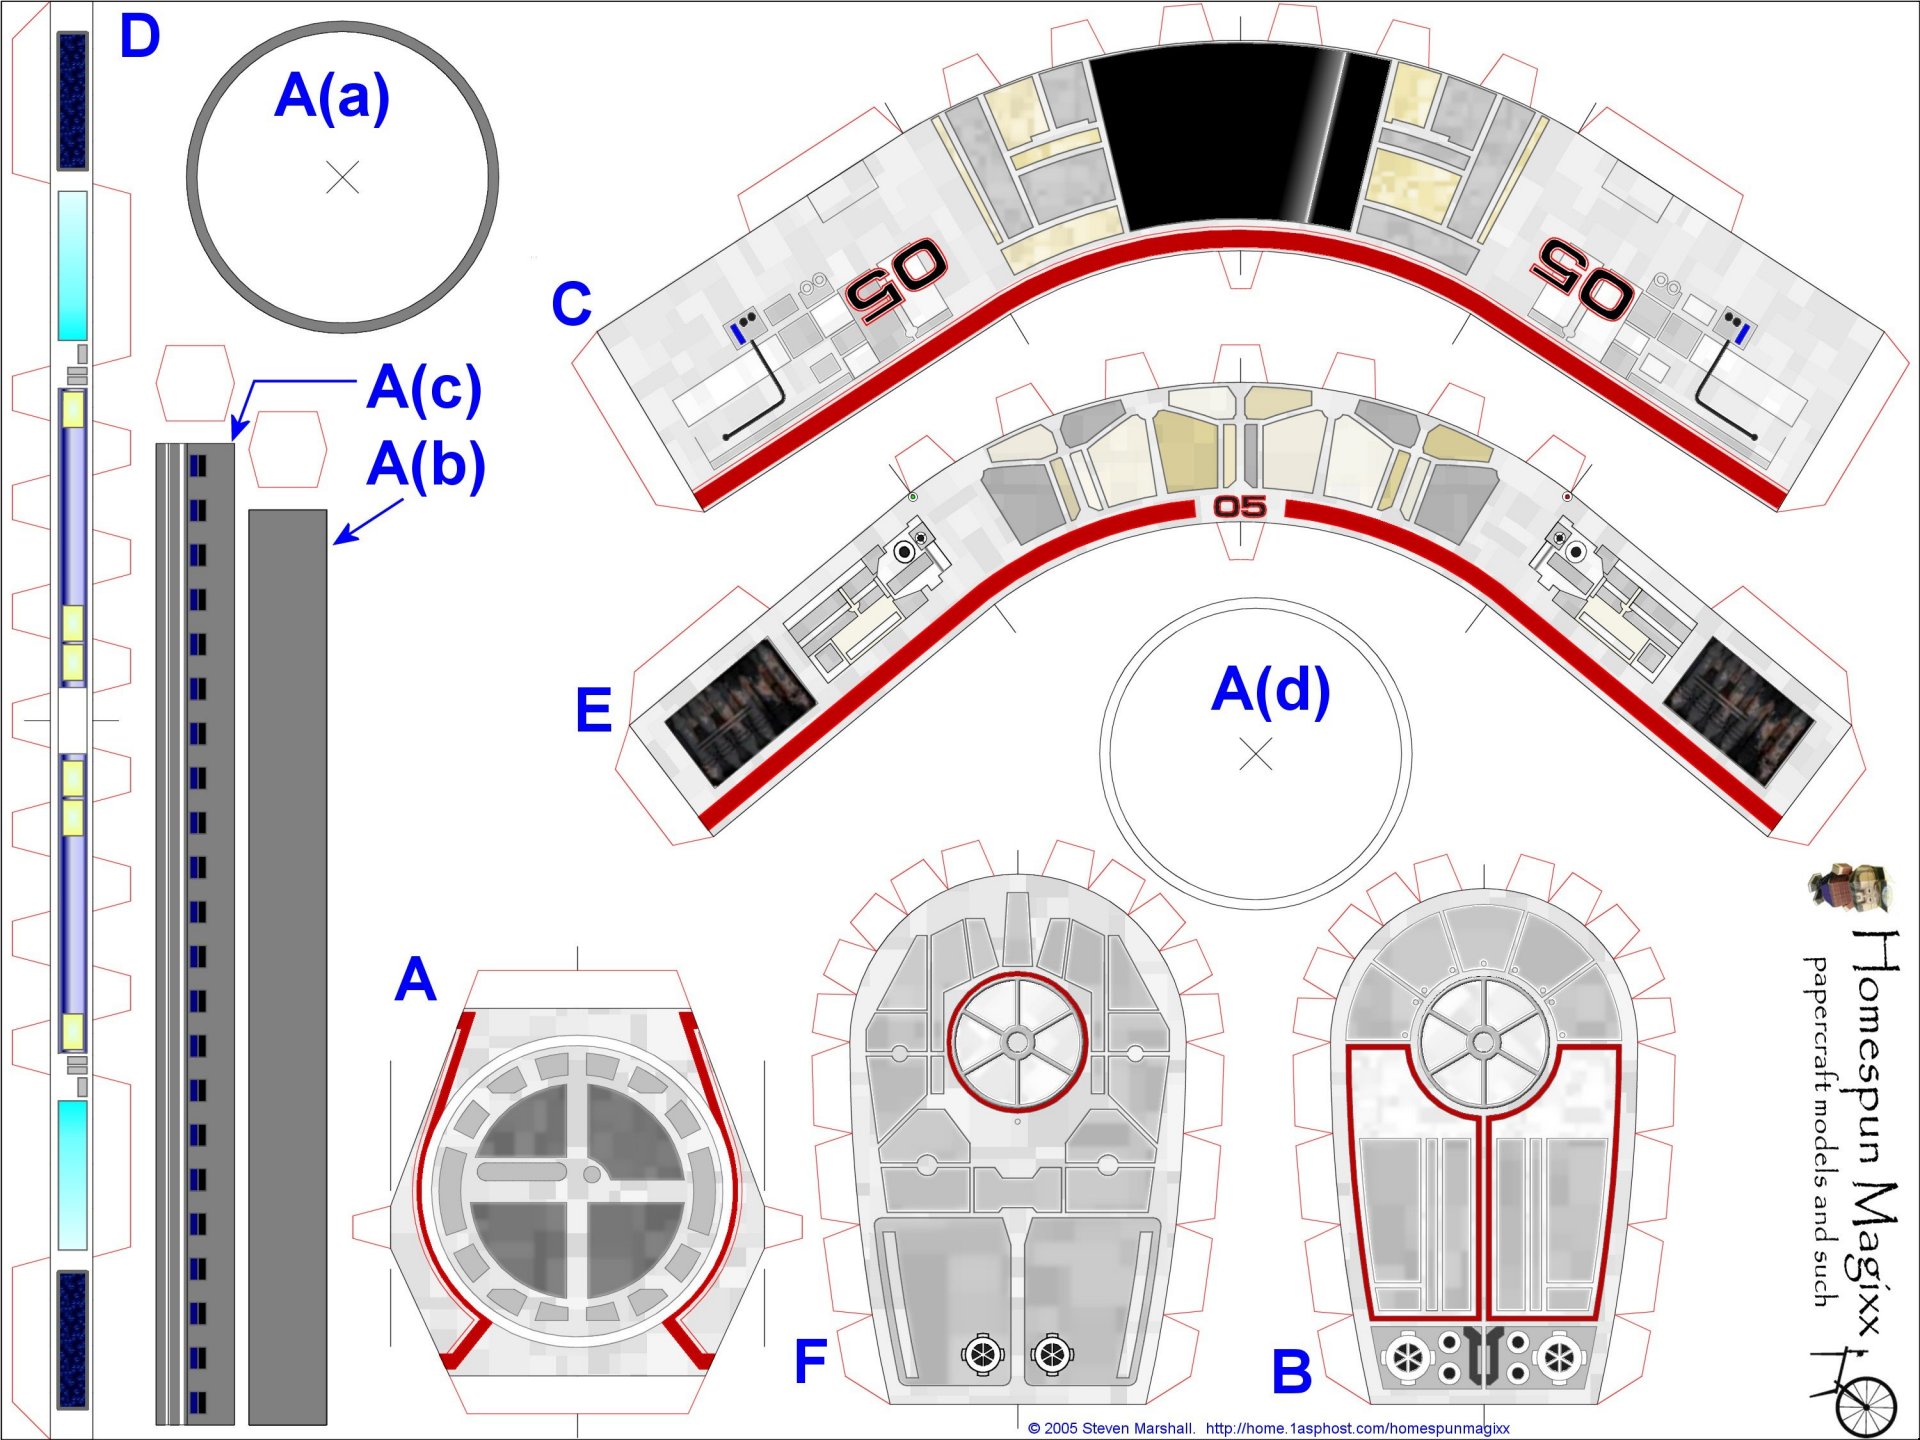 D
A(a)
C
05
05
A(c)
A(b)
05
E
A(d)
A
F
B
Homespun Magixx
papercraft models and such
© 2005 Steven Marshall. http://home.1asphost.com/homespunmagixx